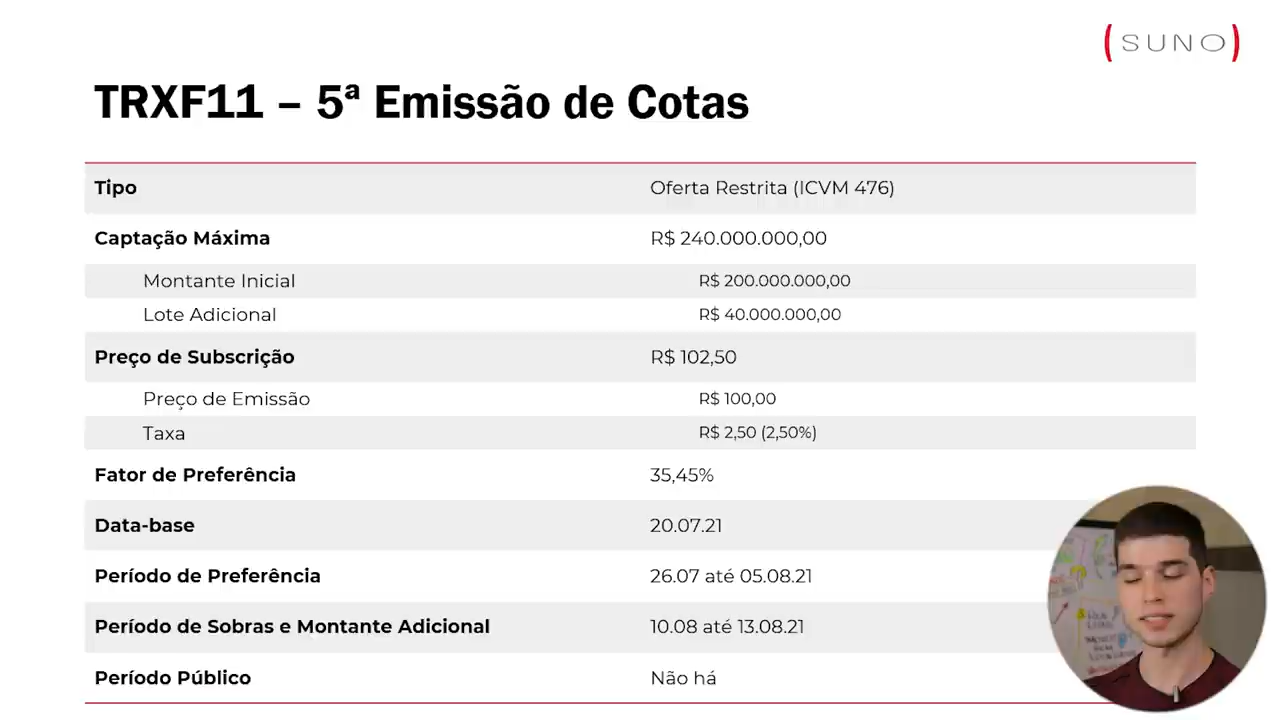 (SUNO)
TRXF11 – 5ª Emissão de Cotas
Tipo Oferta Restrita (ICVM 476)
Captação Máxima R$ 240.000.000,00
Montante Inicial R$ 200.000.000,00
Lote Adicional R$ 40.000.000,00
Preço de Subscrição R$ 102,50
Preço de Emissão R$ 100,00
Taxa R$ 2,50 (2,50%)
Fator de Preferência 35,45%
Data-base 20.07.21
Período de Preferência 26.07 até 05.08.21
Período de Sobras e Montante Adicional 10.08 até 13.08.21
Período Público Não há